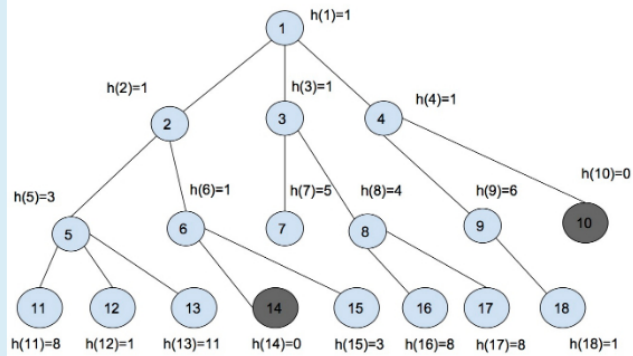 h(1)=1
1
h(2)=1
h(3)=1
h(4)=1
2
3
4
h(10)=0
h(5)=3
h(6)=1
h(7)=5
h(8)=4
h(9)=6
5
6
7
8
9
10
11
12
13
14
15
16
17
18
h(11)=8
h(12)=1
h(13)=11
h(14)=0
h(15)=3
h(16)=8
h(17)=8
h(18)=1